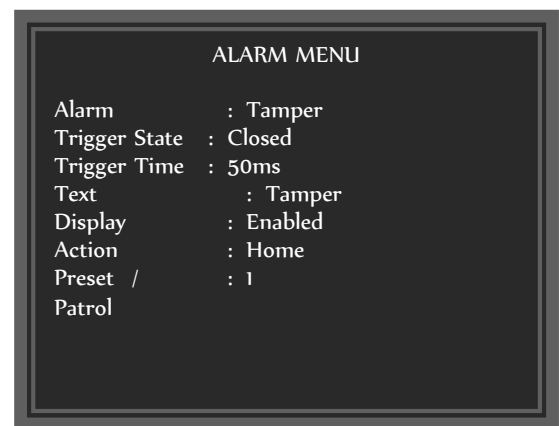 ALARM MENU
Alarm : Tamper
Trigger State : Closed
Trigger Time : 50ms
Text : Tamper
Display : Enabled
Action : Home
Preset / : 1
Patrol